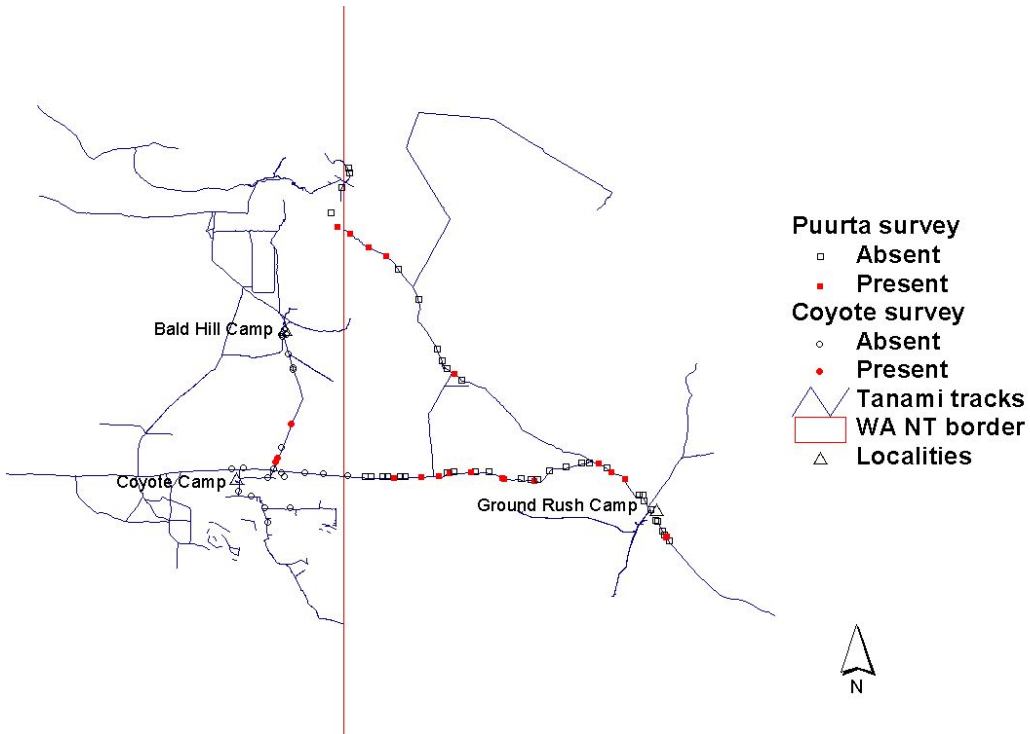 Puurta survey
Absent
Present
Coyote survey
Absent
Present
Tanami tracks
WA NT border
Localities
Bald Hill Camp
Coyote Camp
Ground Rush Camp
N